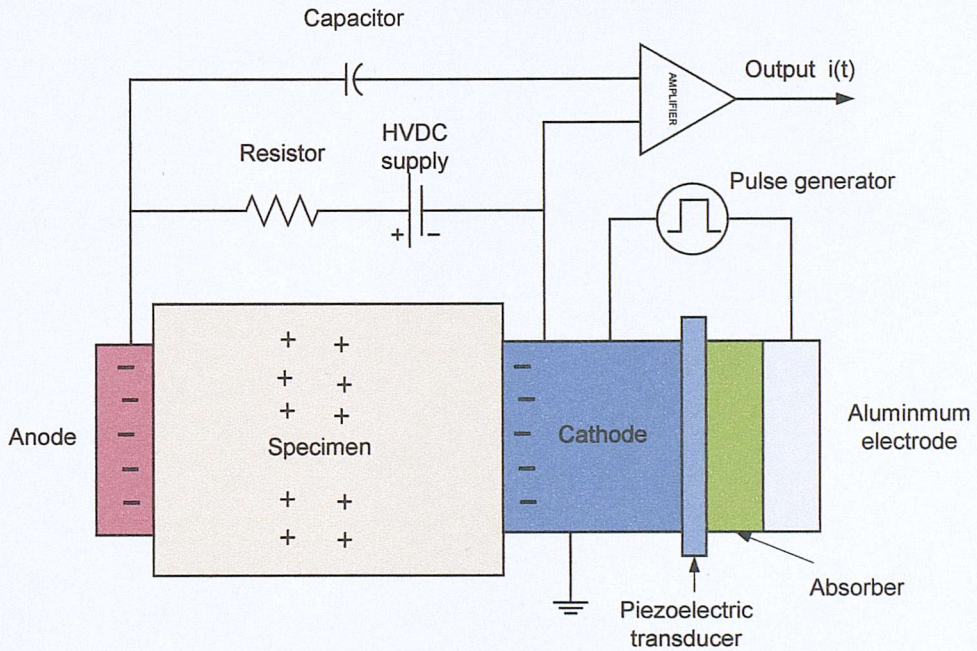 Capacitor
AMPLIFIER
Output i(t)
HVDC
supply
Resistor
Pulse generator
+ −
Anode
Specimen
Cathode
Aluminmum
electrode
Absorber
Piezoelectric
transducer